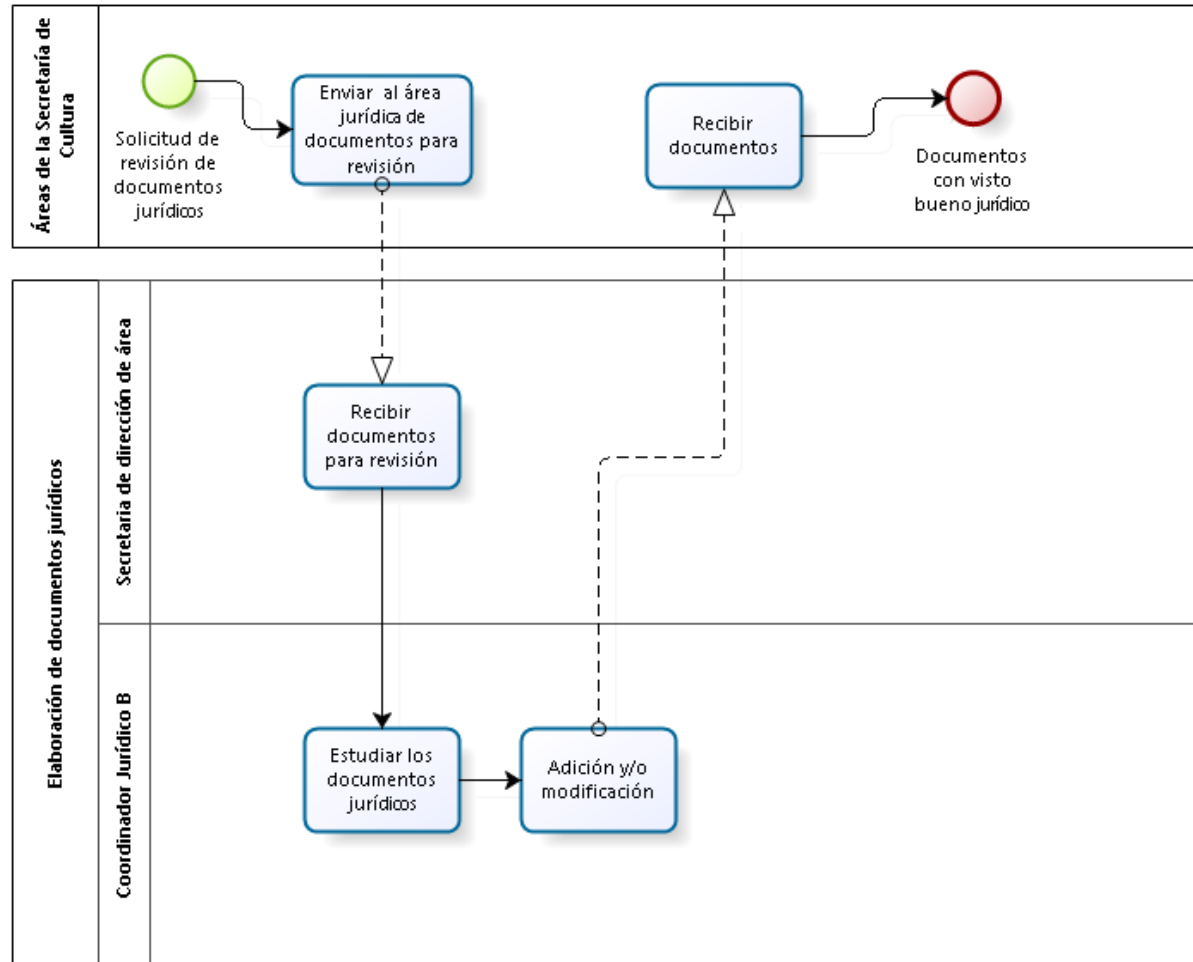 Áreas de la Secretaría de
Cultura
Solicitud de
revisión de
documentos
jurídicos
Enviar al área
jurídica de
documentos para
revisión
Recibir
documentos
Documentos
con visto
bueno jurídico
Elaboración de documentos jurídicos
Secretaria de dirección de área
Recibir
documentos
para revisión
Coordinador Jurídico B
Estudiar los
documentos
jurídicos
Adición y/o
modificación